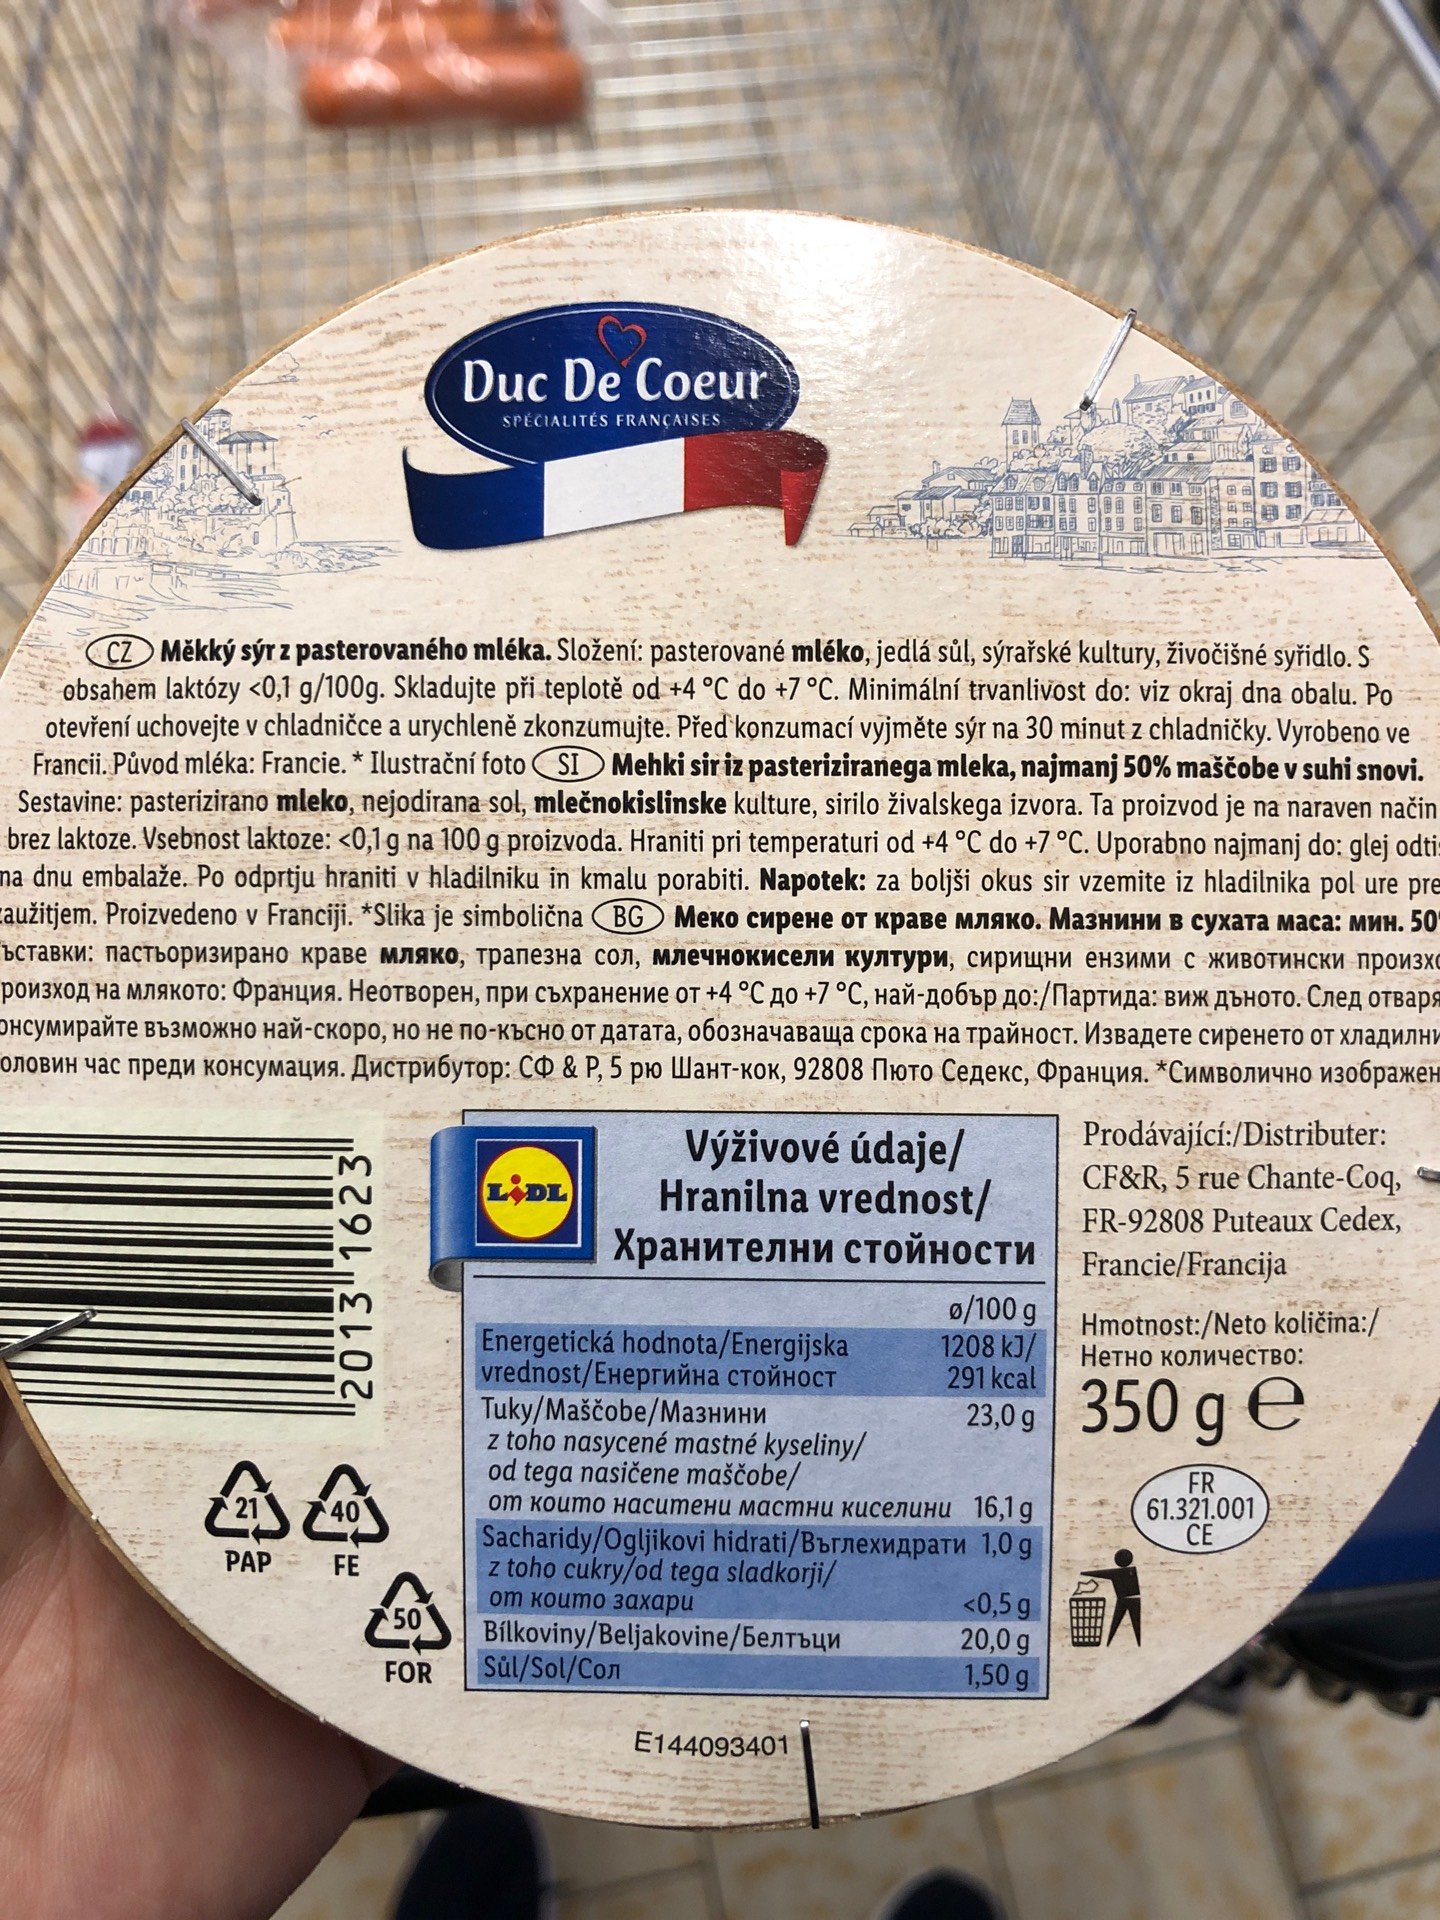 Duc De Coeur
SPÉCIALITÉS FRANÇAISES
CZ Měkký sýr z pasterovaného mléka. Složení: pasterované mléko, jedlá sůl, sýrařské kultury, živočišné syřidlo. S
obsahem laktózy <0,1 g/100g. Skladujte při teplotě od +4 °C do +7 °C. Minimální trvanlivost do: viz okraj dna obalu. Po
otevření uchovejte v chladničce a urychleně zkonzumujte. Před konzumací vyjměte sýr na 30 minut z chladničky. Vyrobeno ve
Francii. Původ mléka: Francie. * Ilustrační foto SI Mehki sir iz pasteriziranega mleka, najmanj 50% maščobe v suhi snovi.
Sestavine: pasterizirano mleko, nejodirana sol, mlečnokislinske kulture, sirilo živalskega izvora. Ta proizvod je na naraven način
brez laktoze. Vsebnost laktoze: <0,1 g na 100 g proizvoda. Hraniti pri temperaturi od +4 °C do +7 °C. Uporabno najmanj do: glej
na dnu embalaže. Po odprtju hraniti v hladilniku in kmalu porabiti. Napotek: za boljši okus sir vzemite iz hladilnika pol ure
zaužitjem. Proizvedeno v Franciji. *Slika je simbolična BG Меко сирене от краве мляко. Мазнини в сухата маса: мин. 50
пастьоризирано краве мляко, трапезна сол, млечнокисели култури, сирищни ензими с животински
на млякото: Франция. Неотворен, при съхранение от +4 °C до +7 °C, най-добър до:/Партида: виж дъното. След
възможно най-скоро, но не по-късно от датата, обозначаваща срока на трайност. Извадете сиренето от
час преди консумация. Дистрибутор: СФ & Р, 5 рю Шант-кок, 92808 Пюто Седекс, Франция. *Символично
20131623
LIDL
Výživové údaje/
Hranilna vrednost/
Хранителни стойности
ø/100 g
Energetická hodnota/Energijska 1208 kJ/
vrednost/Енергийна стойност 291 kcal
Tuky/Maščobe/Мазнини 23,0 g
z toho nasycené mastné kyseliny/
od tega nasičene maščobe/
от които наситени мастни киселини 16,1 g
Sacharidy/Ogljikovi hidrati/Въглехидрати 1,0 g
z toho cukry/od tega sladkorji/
от които захари <0,5 g
Bílkoviny/Beljakovine/Белтъци 20,0 g
Sůl/Sol/Сол 1,50 g
Prodávající:/Distributer:
CF&R, 5 rue Chante-Coq,
FR-92808 Puteaux Cedex,
Francie/Francija
Hmotnost:/Neto količina:/
Нетно количество:
350 g e
FR
61.321.001
CE
21
PAP
40
FE
50
FOR
E144093401